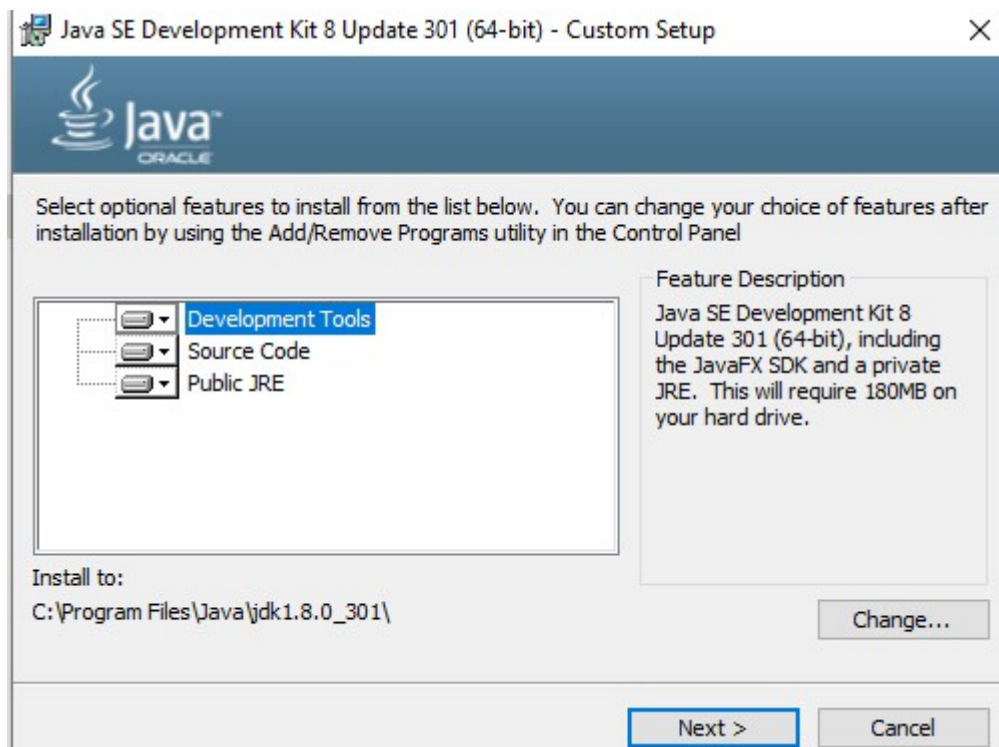 Java SE Development Kit 8 Update 301 (64-bit) - Custom Setup
Java™
ORACLE
Select optional features to install from the list below. You can change your choice of features after
installation by using the Add/Remove Programs utility in the Control Panel
Development Tools
Source Code
Public JRE
Feature Description
Java SE Development Kit 8
Update 301 (64-bit), including
the JavaFX SDK and a private
JRE. This will require 180MB on
your hard drive.
Install to:
C:\Program Files\Java\jdk1.8.0_301\
Change...
Next >
Cancel